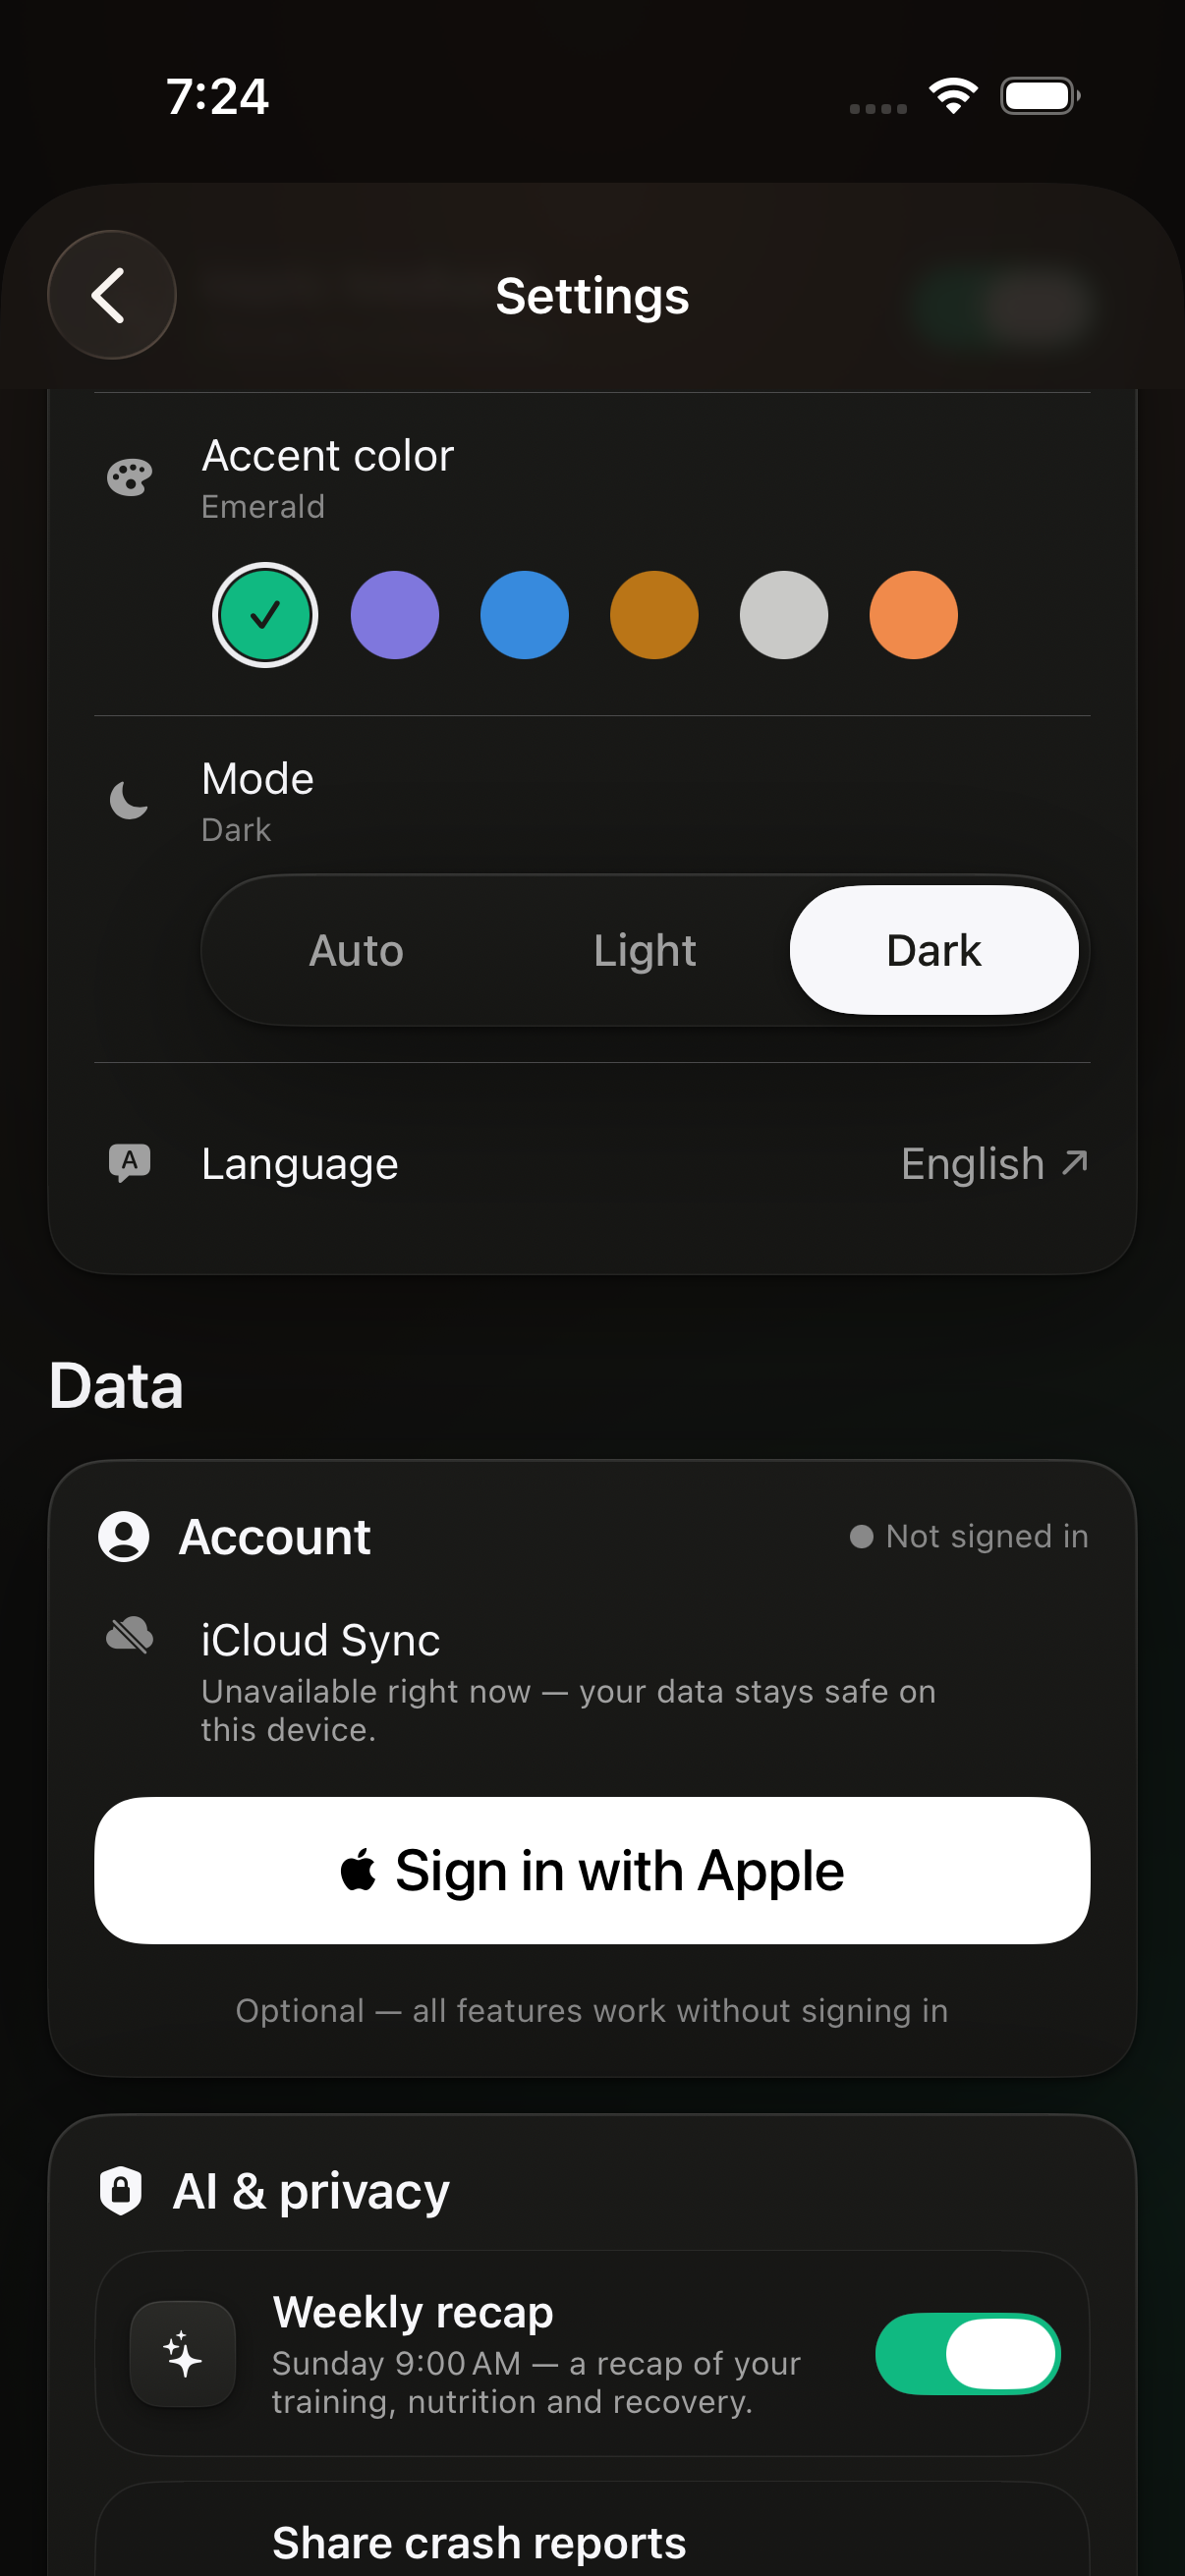 7:24
Settings
Accent color
Emerald
Mode
Dark
Auto
Light
Dark
Language
English
Data
Account
Not signed in
iCloud Sync
Unavailable right now — your data stays safe on
this device.
Sign in with Apple
Optional — all features work without signing in
AI & privacy
Weekly recap
Sunday 9:00 AM — a recap of your
training, nutrition and recovery.
Share crash reports